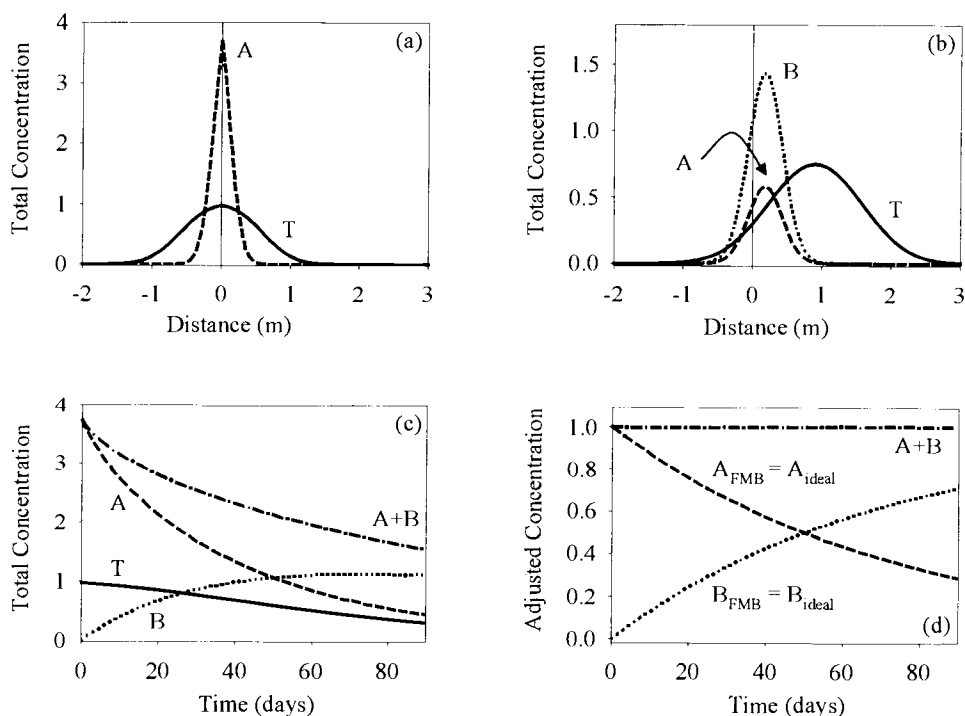 (a)
A
T
Total Concentration
4
3
2
1
0
-2 -1 0 1 2 3
Distance (m)
(b)
B
A
T
Total Concentration
1.5
1.0
0.5
0.0
-2 -1 0 1 2 3
Distance (m)
(c)
A
A+B
T
B
Total Concentration
4
3
2
1
0
0 20 40 60 80
Time (days)
A+B
A_FMB = A_ideal
B_FMB = B_ideal
(d)
Adjusted Concentration
1.0
0.8
0.6
0.4
0.2
0.0
0 20 40 60 80
Time (days)